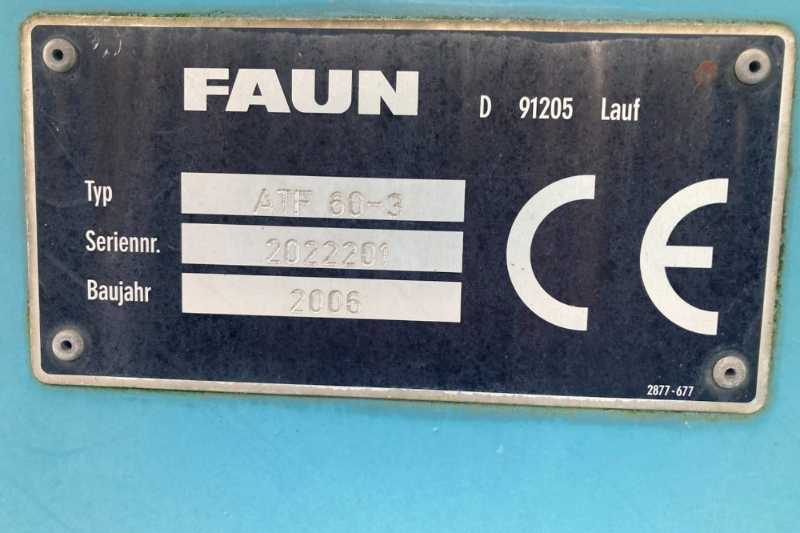 FAUN D 91205 Lauf
Typ ATF 60-3
Seriennr. 2022201
Baujahr 2006
CE
2877-677